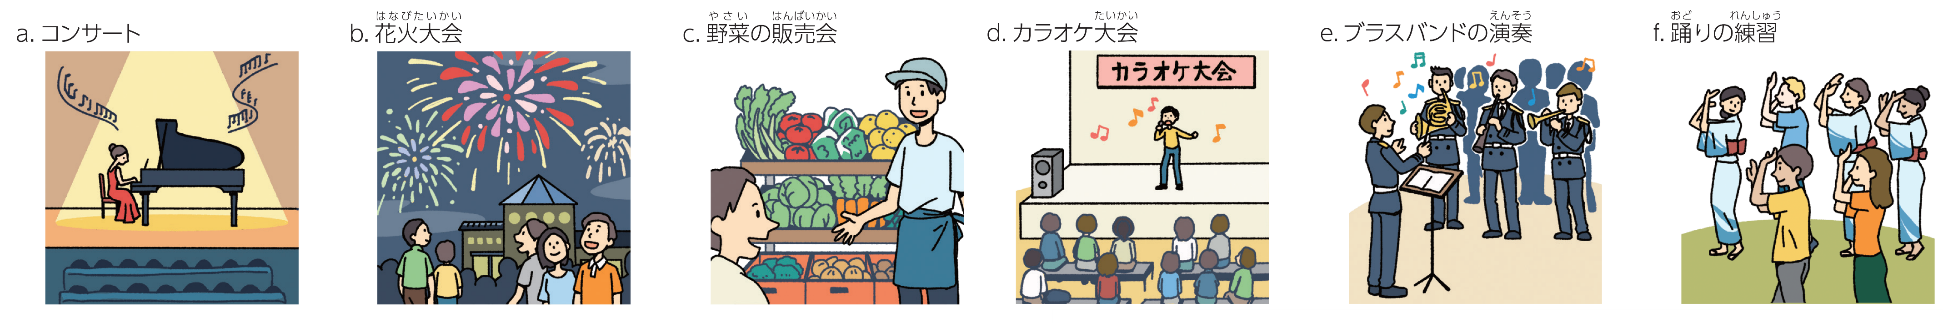 a. コンサート
はなびたいかい
b. 花火大会
やさい はんばいかい
c. 野菜の販売会
たいかい
d. カラオケ大会
カラオケ大会
えんそう
e. ブラスバンドの演奏
おど れんしゅう
f. 踊りの練習